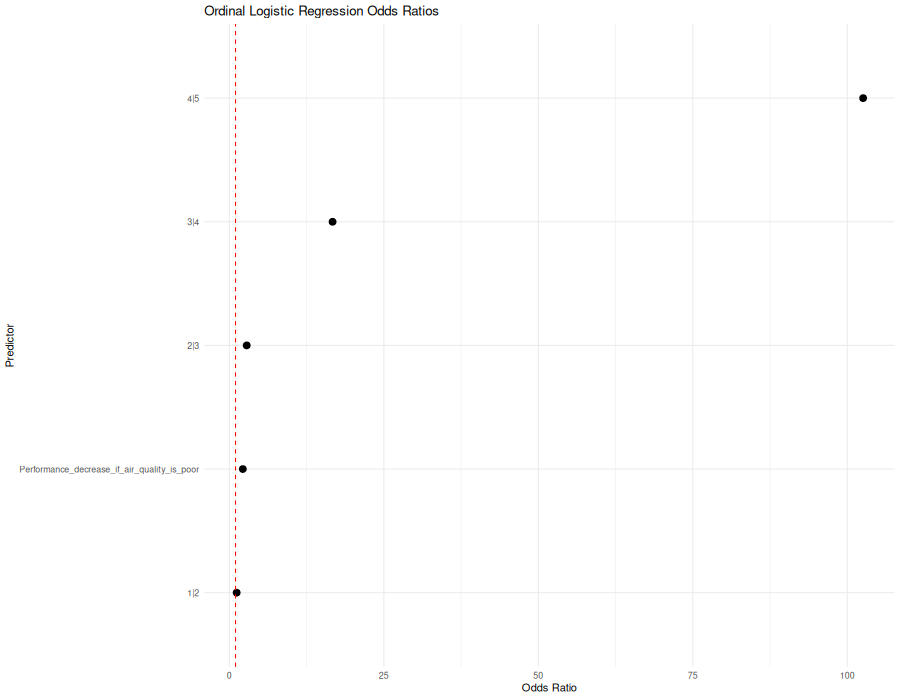 Ordinal Logistic Regression Odds Ratios
4|5
3|4
2|3
Performance_decrease_if_air_quality_is_poor
1|2
Predictor
0 25 50 75 100
Odds Ratio